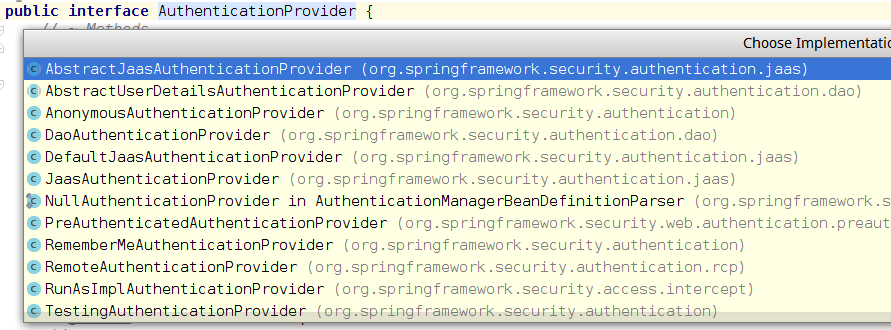 public interface AuthenticationProvider {
// ~ Methods
Choose Implementatio
AbstractJaasAuthenticationProvider (org.springframework.security.authentication.jaas)
AbstractUserDetailsAuthenticationProvider (org.springframework.security.authentication.dao)
AnonymousAuthenticationProvider (org.springframework.security.authentication)
DaoAuthenticationProvider (org.springframework.security.authentication.dao)
DefaultJaasAuthenticationProvider (org.springframework.security.authentication.jaas)
JaasAuthenticationProvider (org.springframework.security.authentication.jaas)
NullAuthenticationProvider in AuthenticationManagerBeanDefinitionParser (org.springframework.s
PreAuthenticatedAuthenticationProvider (org.springframework.security.web.authentication.preaut
RememberMeAuthenticationProvider (org.springframework.security.authentication)
RemoteAuthenticationProvider (org.springframework.security.authentication.rcp)
RunAsImplAuthenticationProvider (org.springframework.security.access.intercept)
TestingAuthenticationProvider (org.springframework.security.authentication)